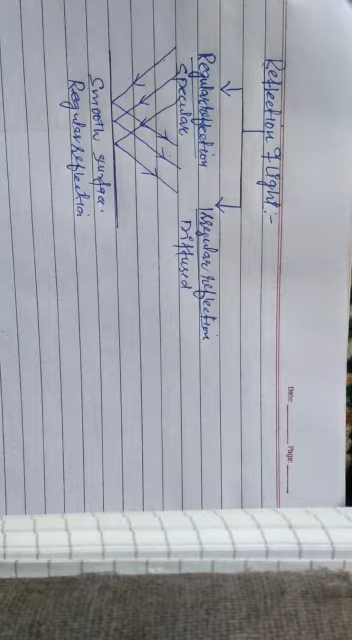 Date: Page:
Reflection of light:-
Regular reflection
Specular
Irregular reflection
Diffused
Smooth surface.
Regular reflection